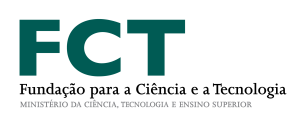 FCT
Fundação para a Ciência e a Tecnologia
MINISTÉRIO DA CIÊNCIA, TECNOLOGIA E ENSINO SUPERIOR